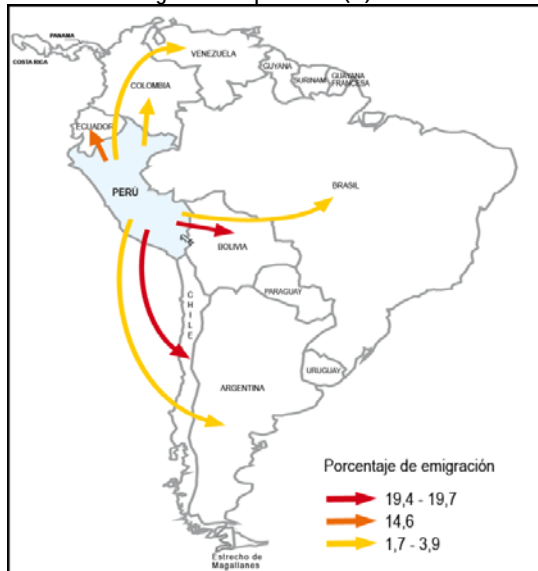 PANAMA
COSTA RICA
VENEZUELA
GUYANA
SURINAM
GUAYANA
FRANCESA
COLOMBIA
ECUADOR
PERÚ
BRASIL
BOLIVIA
PARAGUAY
CHILE
URUGUAY
ARGENTINA
Porcentaje de emigración
19,4 - 19,7
14,6
1,7 - 3,9
Estrecho de
Magallanes